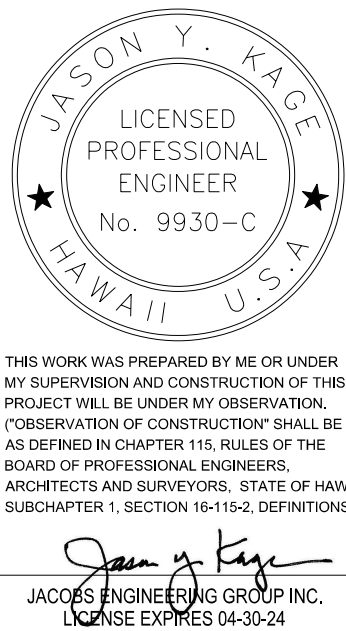 JASON Y. KAGE
LICENSED
PROFESSIONAL
ENGINEER
No. 9930-C
HAWAII U.S.A
THIS WORK WAS PREPARED BY ME OR UNDER
MY SUPERVISION AND CONSTRUCTION OF THIS
PROJECT WILL BE UNDER MY OBSERVATION.
("OBSERVATION OF CONSTRUCTION" SHALL BE
AS DEFINED IN CHAPTER 115, RULES OF THE
BOARD OF PROFESSIONAL ENGINEERS,
ARCHITECTS AND SURVEYORS, STATE OF HAW
SUBCHAPTER 1, SECTION 16-115-2, DEFINITIONS
Jason Y Kage
JACOBS ENGINEERING GROUP INC.
LICENSE EXPIRES 04-30-24